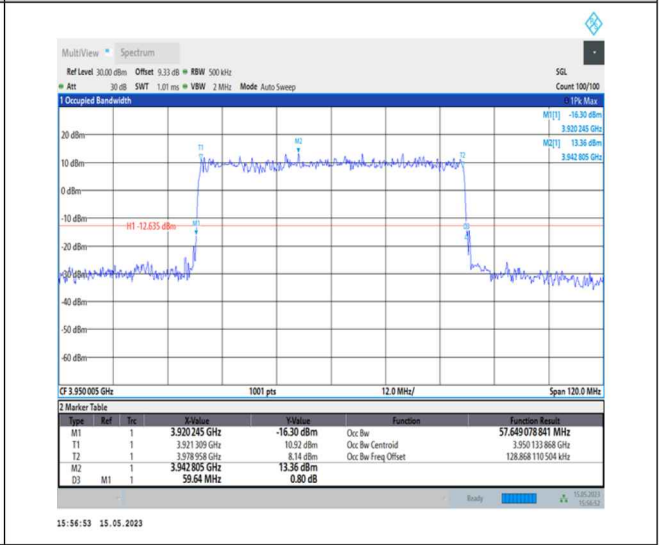 MultiView Spectrum
Ref Level 30.00 dBm Offset 9.33 dB RBW 500 kHz SGL
Att 30 dB SWT 1.01 ms VBW 2 MHz Mode Auto Sweep Count 100/100
1 Occupied Bandwidth 1Pk Max
M1[1] -16.30 dBm
3.920 245 GHz
20 dBm
M2[1] 13.36 dBm
3.942 805 GHz
T1 M2 T2
10 dBm
0 dBm
-10 dBm
H1 -12.635 dBm M1
D3
-20 dBm
-30 dBm
-40 dBm
-50 dBm
-60 dBm
CF 3.950 005 GHz 1001 pts 12.0 MHz/ Span 120.0 MHz
2 Marker Table
Type Ref Trc X-Value Y-Value Function Function Result
M1 1 3.920 245 GHz -16.30 dBm Occ Bw 57.649 078 841 MHz
T1 1 3.921 309 GHz 10.92 dBm Occ Bw Centroid 3.950 133 868 GHz
T2 1 3.978 958 GHz 8.14 dBm Occ Bw Freq Offset 128.868 110 504 kHz
M2 1 3.942 805 GHz 13.36 dBm
D3 M1 1 59.64 MHz 0.80 dB
Ready 15.05.2023
15:56:52
15:56:53 15.05.2023